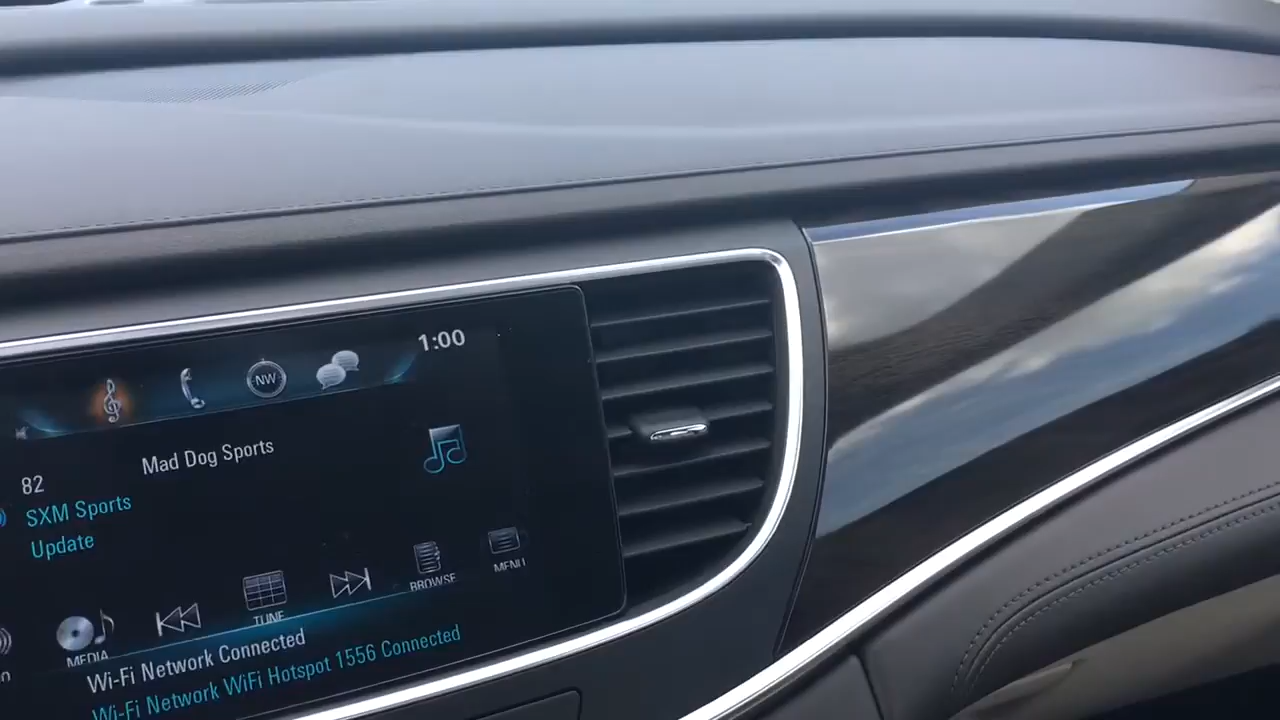 1:00
NW
82
Mad Dog Sports
SXM Sports
Update
MEDIA
TUNE
BROWSE
MENU
Wi-Fi Network Connected
Wi-Fi Network WiFi Hotspot 1556 Connected